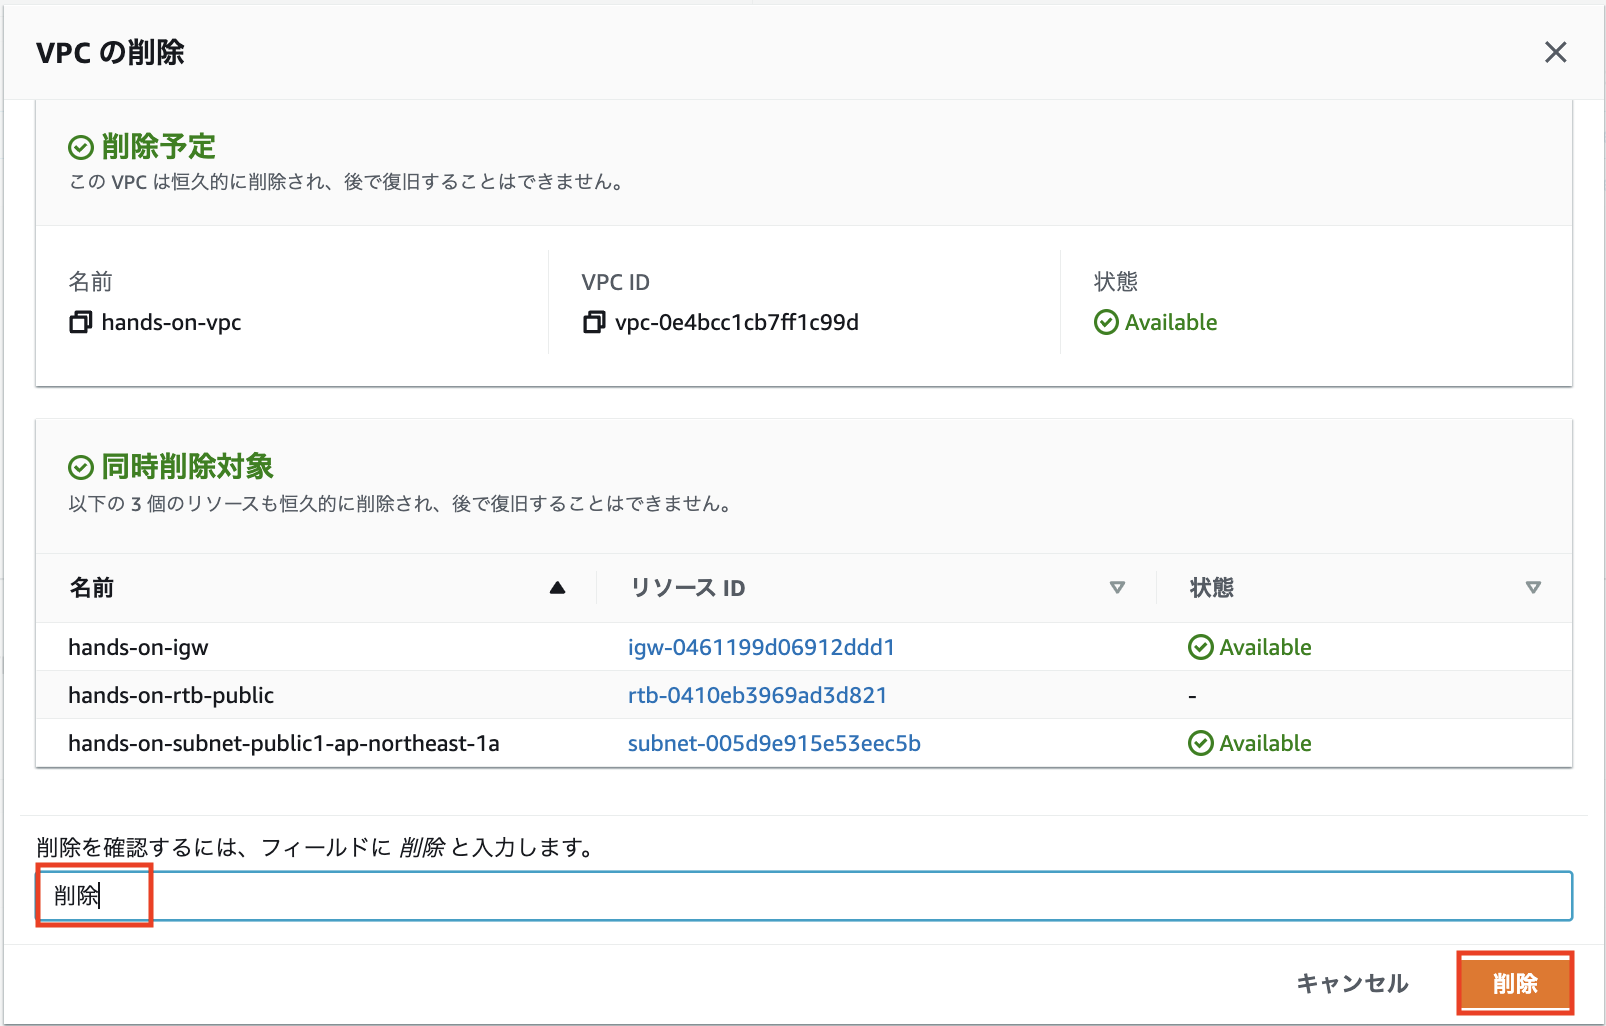 VPC の削除
削除予定
この VPC は恒久的に削除され、後で復旧することはできません。
名前
VPC ID
状態
hands-on-vpc
vpc-0e4bcc1cb7ff1c99d
Available
同時削除対象
以下の 3 個のリソースも恒久的に削除され、後で復旧することはできません。
名前
リソース ID
状態
hands-on-igw
igw-0461199d06912ddd1
Available
hands-on-rtb-public
rtb-0410eb3969ad3d821
-
hands-on-subnet-public1-ap-northeast-1a
subnet-005d9e915e53eec5b
Available
削除を確認するには、フィールドに 削除 と入力します。
削除
キャンセル
削除